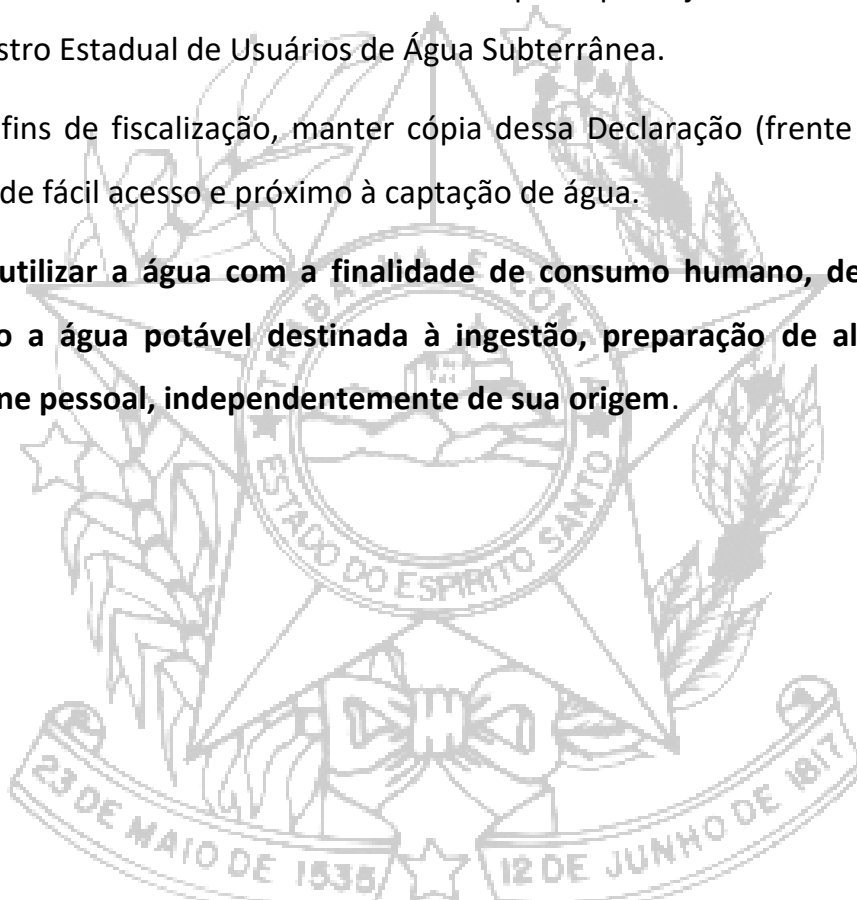 stro Estadual de Usuários de Água Subterrânea.
fins de fiscalização, manter cópia dessa Declaração (frente
de fácil acesso e próximo à captação de água.
utilizar a água com a finalidade de consumo humano, de
o a água potável destinada à ingestão, preparação de al
ne pessoal, independentemente de sua origem.
TRABALHA E CONFIA
ESTADO DO ESPIRITO SANTO
23 DE MAIO DE 1535
12 DE JUNHO DE 1817